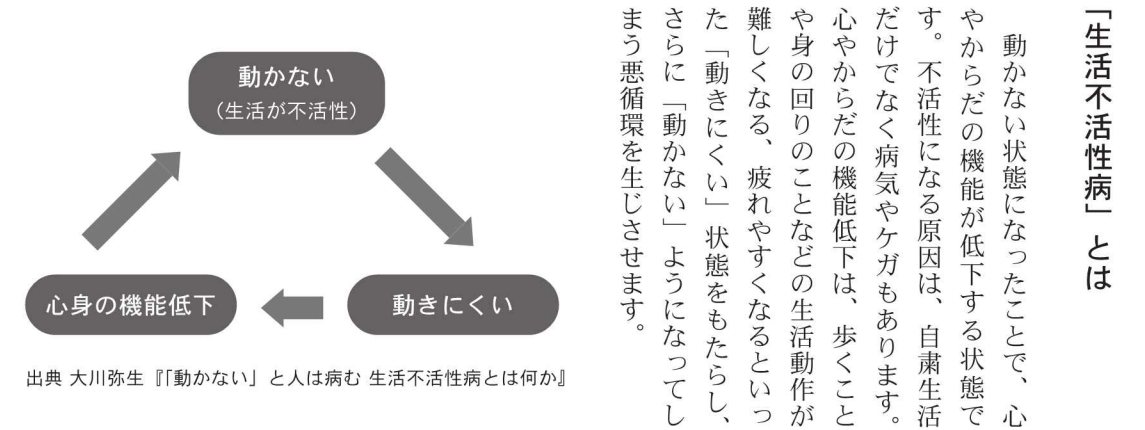 「生活不活性病」とは
動かない状態になったことで、心
やからだの機能が低下する状態で
す。不活性になる原因は、自粛生活
だけでなく病気やケガもあります。
心やからだの機能低下は、歩くこと
や身の回りのことなどの生活動作が
難しくなる、疲れやすくなるといっ
た「動きにくい」状態をもたらし、
さらに「動かない」ようになってし
まう悪循環を生じさせます。
動かない
（生活が不活性）
動きにくい
心身の機能低下
出典 大川弥生『「動かない」と人は病む 生活不活性病とは何か』